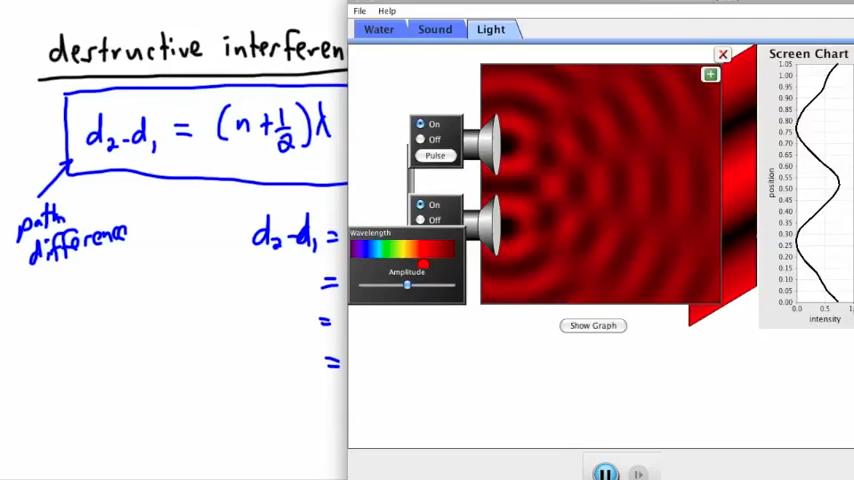 destructive interferen
d₂-d₁ = (n+½)λ
path
difference
d₂-d₁ =
=
=
=
File Help
Water Sound Light
On
Off
Pulse
On
Off
Wavelength
Amplitude
Show Graph
Screen Chart
1.05
1.00
0.95
0.90
0.85
0.80
0.75
0.70
0.65
0.60
0.55
0.50
0.45
0.40
0.35
0.30
0.25
0.20
0.15
0.10
0.05
0.00
position
0.0 0.5 1.
intensity